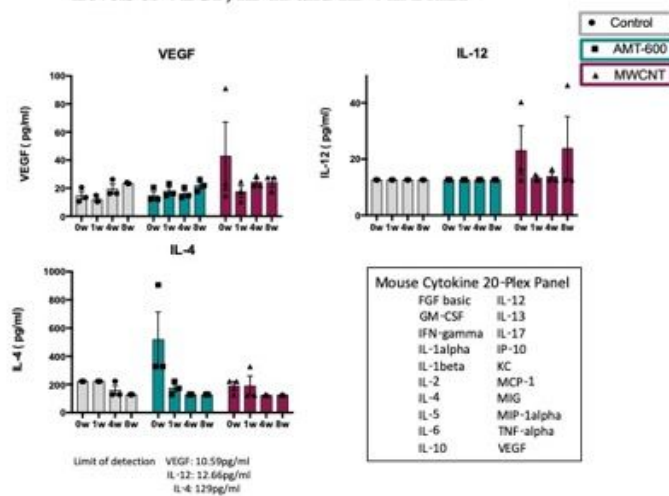 Control
AMT-600
MWCNT
VEGF
VEGF ( pg/ml)
100
80
60
40
20
0
0w 1w 4w 8w 0w 1w 4w 8w 0w 1w 4w 8w
IL-12
IL-12 ( pg/ml)
40
20
0
0w 1w 4w 8w 0w 1w 4w 8w 0w 1w 4w 8w
IL-4
IL-4 ( pg/ml)
1000
800
600
400
200
0
0w 1w 4w 8w 0w 1w 4w 8w 0w 1w 4w 8w
Limit of detection VEGF: 10.59pg/ml
IL-12: 12.66pg/ml
IL-4: 129pg/ml
Mouse Cytokine 20-Plex Panel
FGF basic IL-12
GM-CSF IL-13
IFN-gamma IL-17
IL-1alpha IP-10
IL-1beta KC
IL-2 MCP-1
IL-4 MIG
IL-5 MIP-1alpha
IL-6 TNF-alpha
IL-10 VEGF